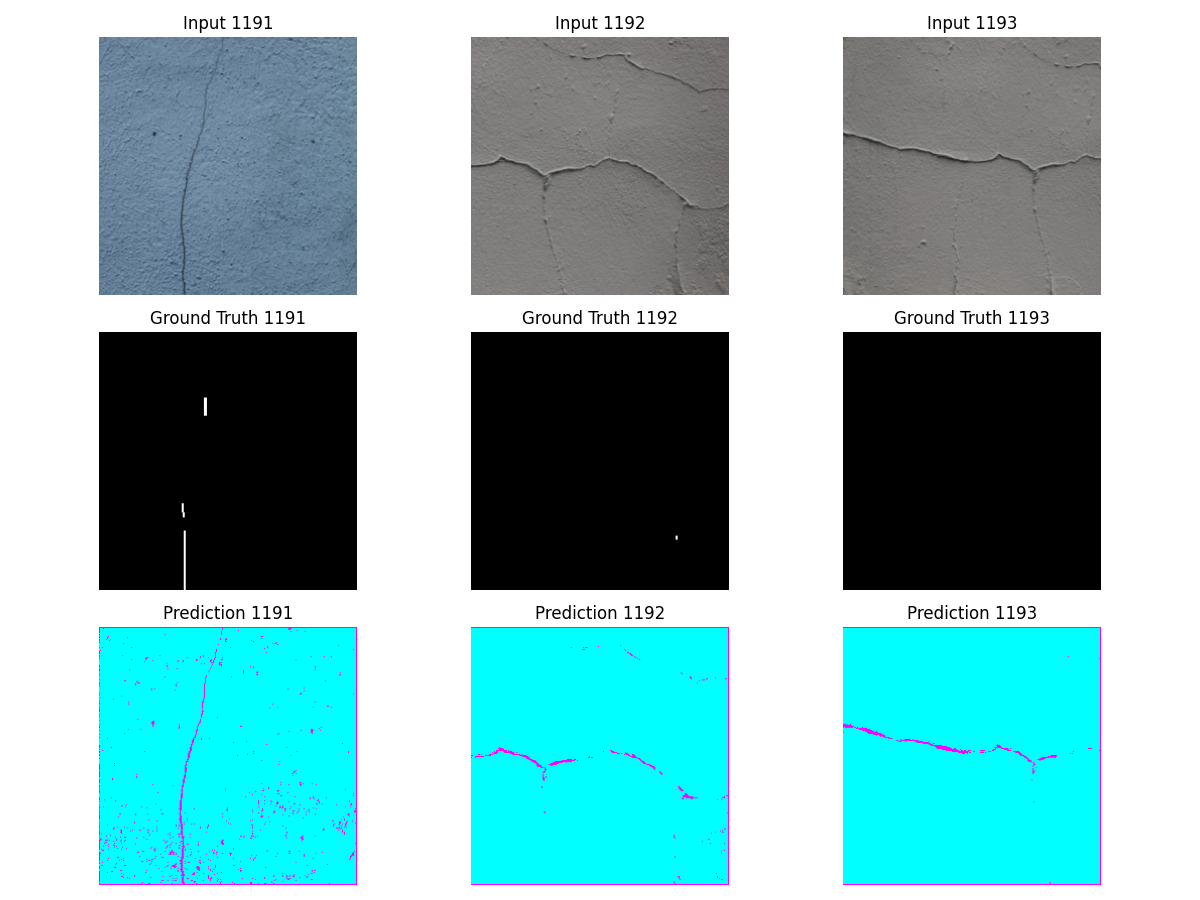 Input 1191
Input 1192
Input 1193
Ground Truth 1191
Ground Truth 1192
Ground Truth 1193
Prediction 1191
Prediction 1192
Prediction 1193